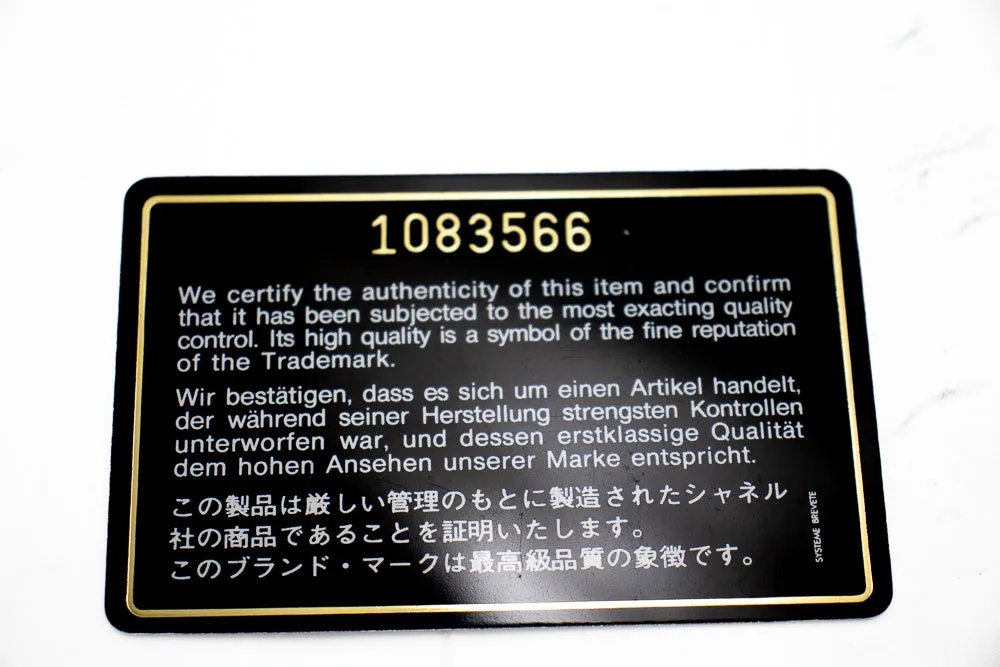 1083566
We certify the authenticity of this item and confirm
that it has been subjected to the most exacting quality
control. Its high quality is a symbol of the fine reputation
of the Trademark.
Wir bestätigen, dass es sich um einen Artikel handelt,
der während seiner Herstellung strengsten Kontrollen
unterworfen war, und dessen erstklassige Qualität
dem hohen Ansehen unserer Marke entspricht.
この製品は厳しい管理のもとに製造されたシャネル
社の商品であることを証明いたします。
このブランド・マークは最高級品質の象徴です。
SYSTEME BREVETE